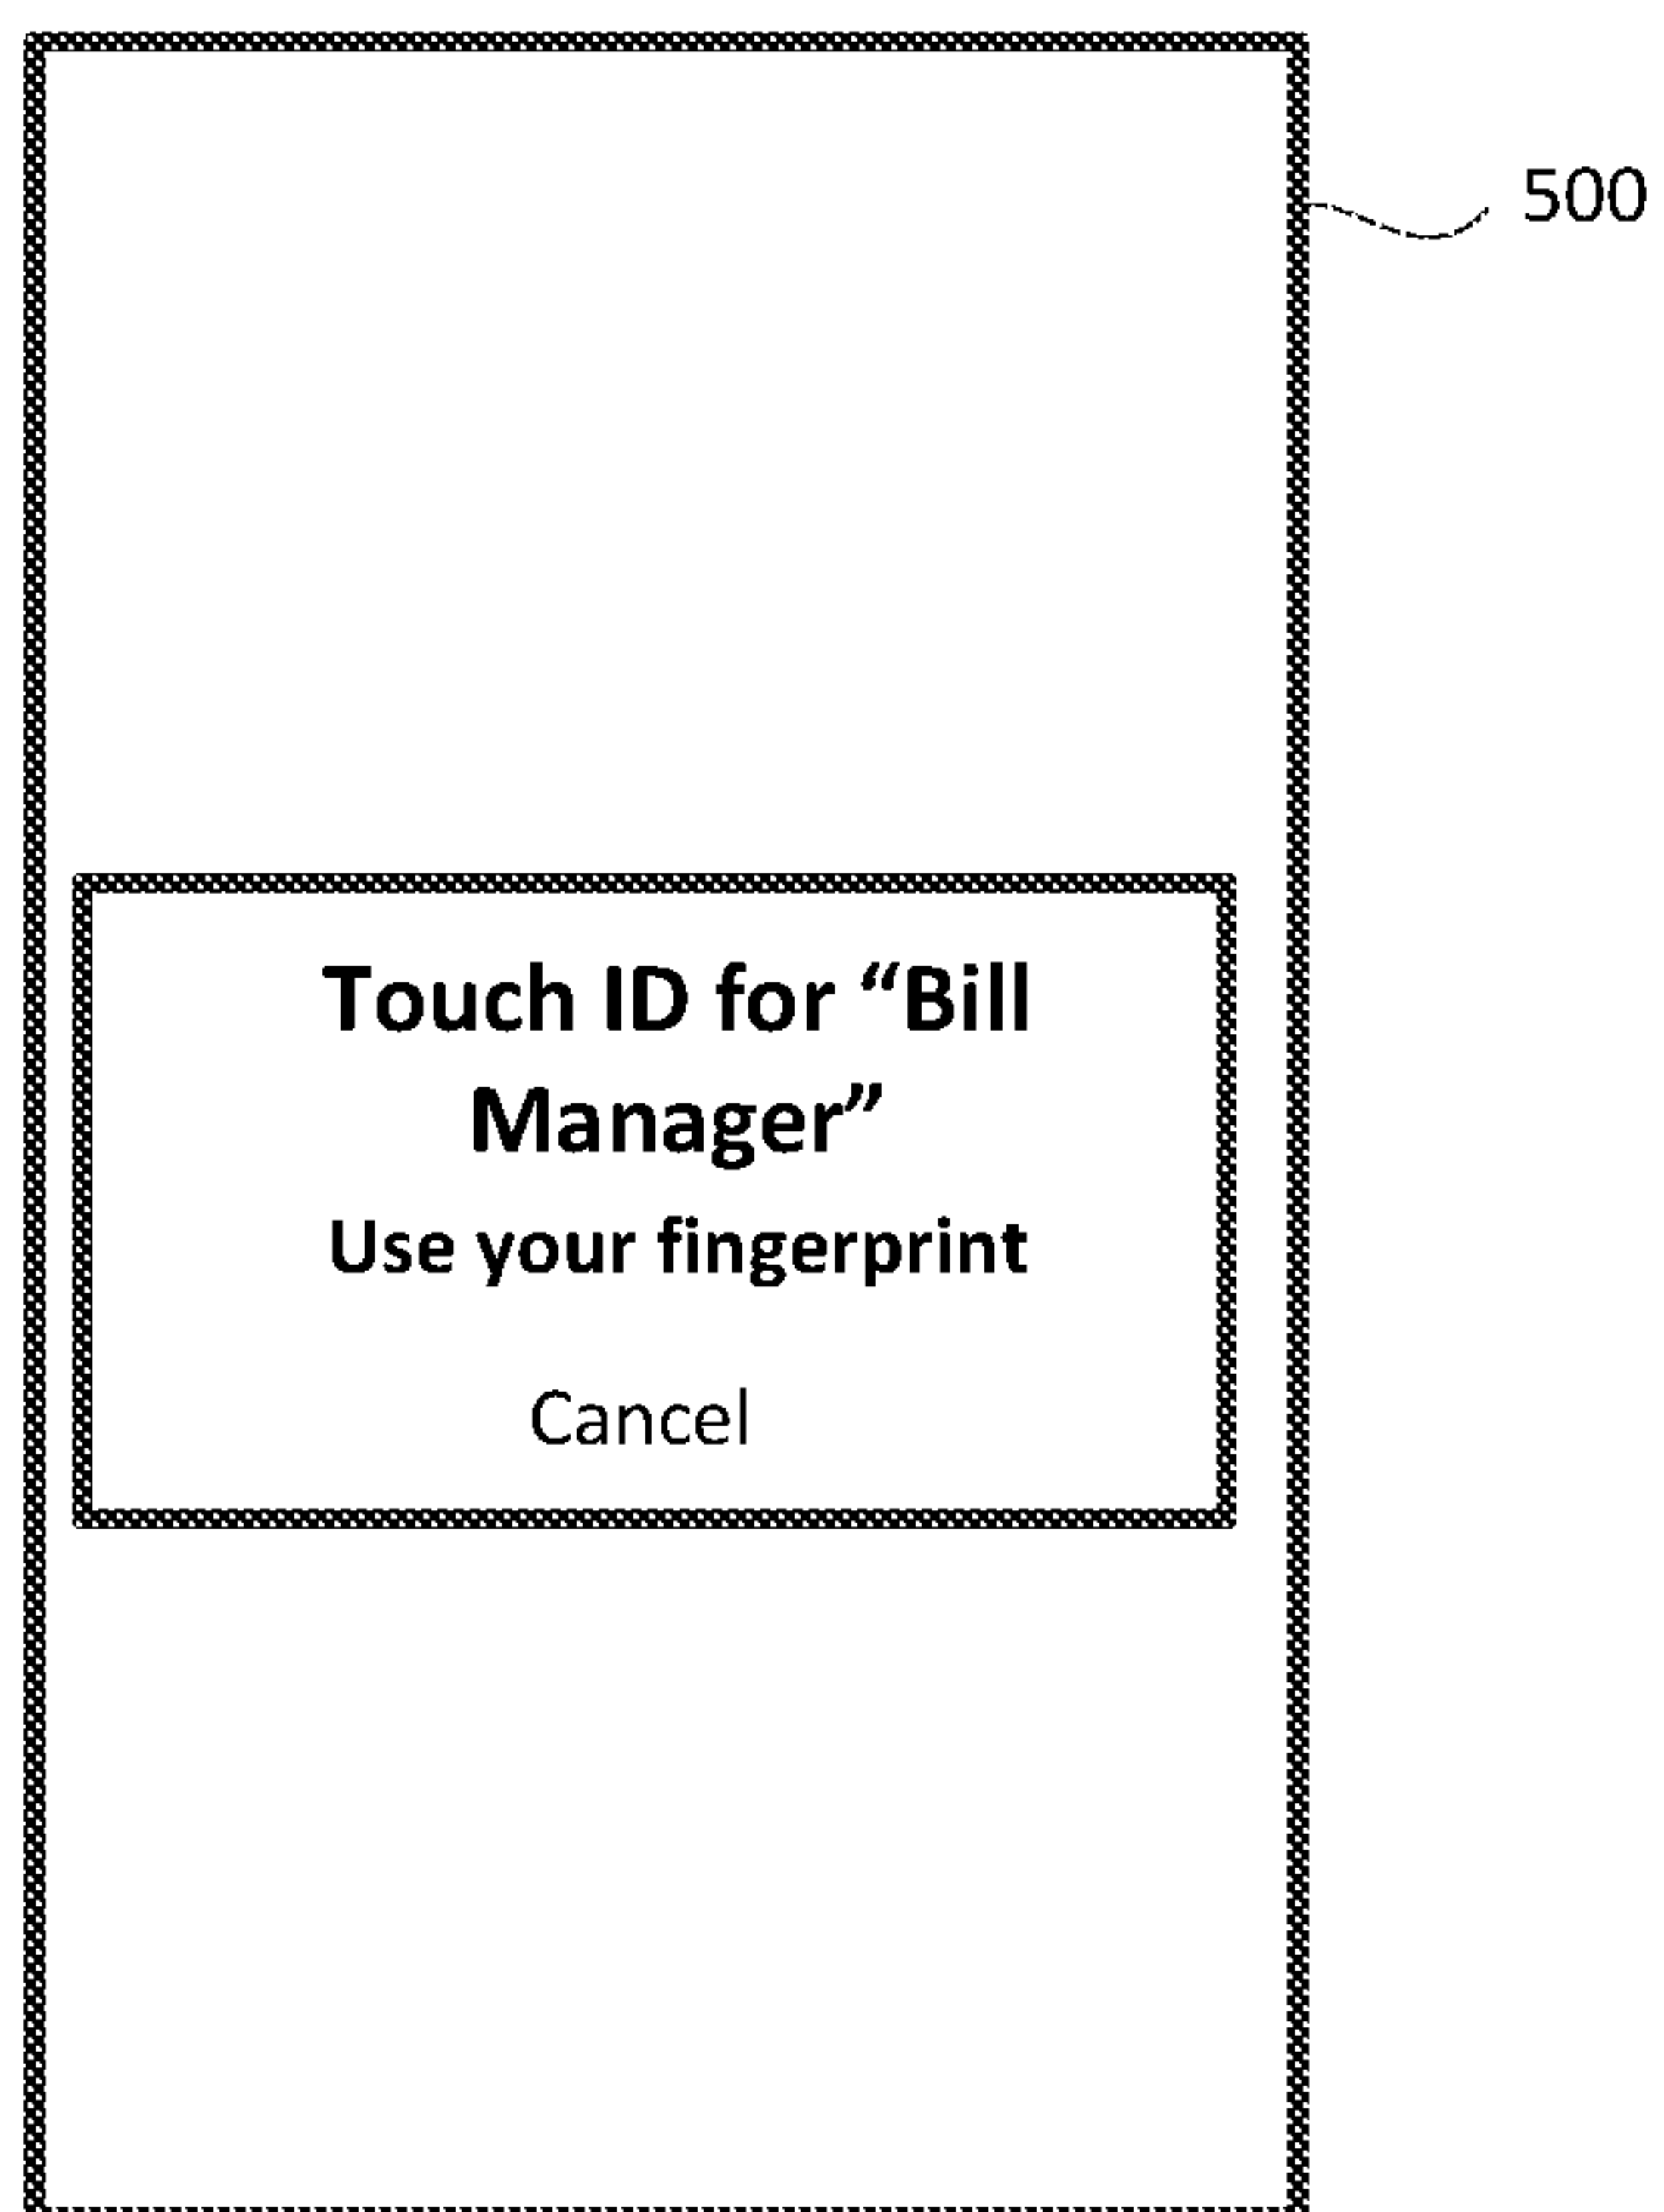 500
Touch ID for “Bill
Manager”
Use your fingerprint
Cancel